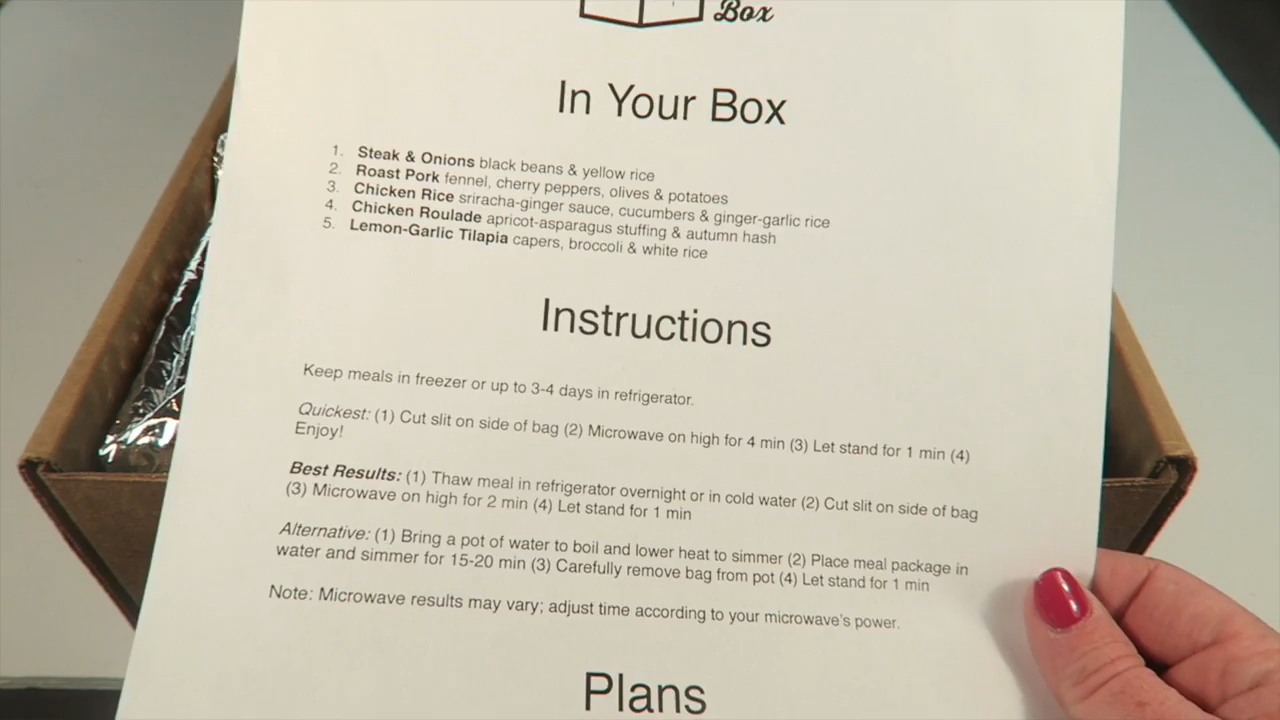 Box
In Your Box
1. Steak & Onions black beans & yellow rice
2. Roast Pork fennel, cherry peppers, olives & potatoes
3. Chicken Rice sriracha-ginger sauce, cucumbers & ginger-garlic rice
4. Chicken Roulade apricot-asparagus stuffing & autumn hash
5. Lemon-Garlic Tilapia capers, broccoli & white rice
Instructions
Keep meals in freezer or up to 3-4 days in refrigerator.
Quickest: (1) Cut slit on side of bag (2) Microwave on high for 4 min (3) Let stand for 1 min (4)
Enjoy!
Best Results: (1) Thaw meal in refrigerator overnight or in cold water (2) Cut slit on side of bag
(3) Microwave on high for 2 min (4) Let stand for 1 min
Alternative: (1) Bring a pot of water to boil and lower heat to simmer (2) Place meal package in
water and simmer for 15-20 min (3) Carefully remove bag from pot (4) Let stand for 1 min
Note: Microwave results may vary; adjust time according to your microwave's power.
Plans